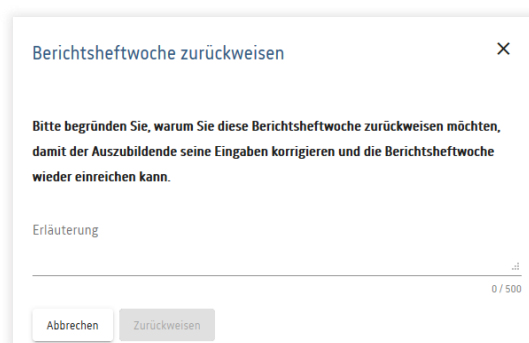 Berichtsheftwoche zurückweisen
Bitte begründen Sie, warum Sie diese Berichtsheftwoche zurückweisen möchten,
damit der Auszubildende seine Eingaben korrigieren und die Berichtsheftwoche
wieder einreichen kann.
Erläuterung
0 / 500
Abbrechen Zurückweisen